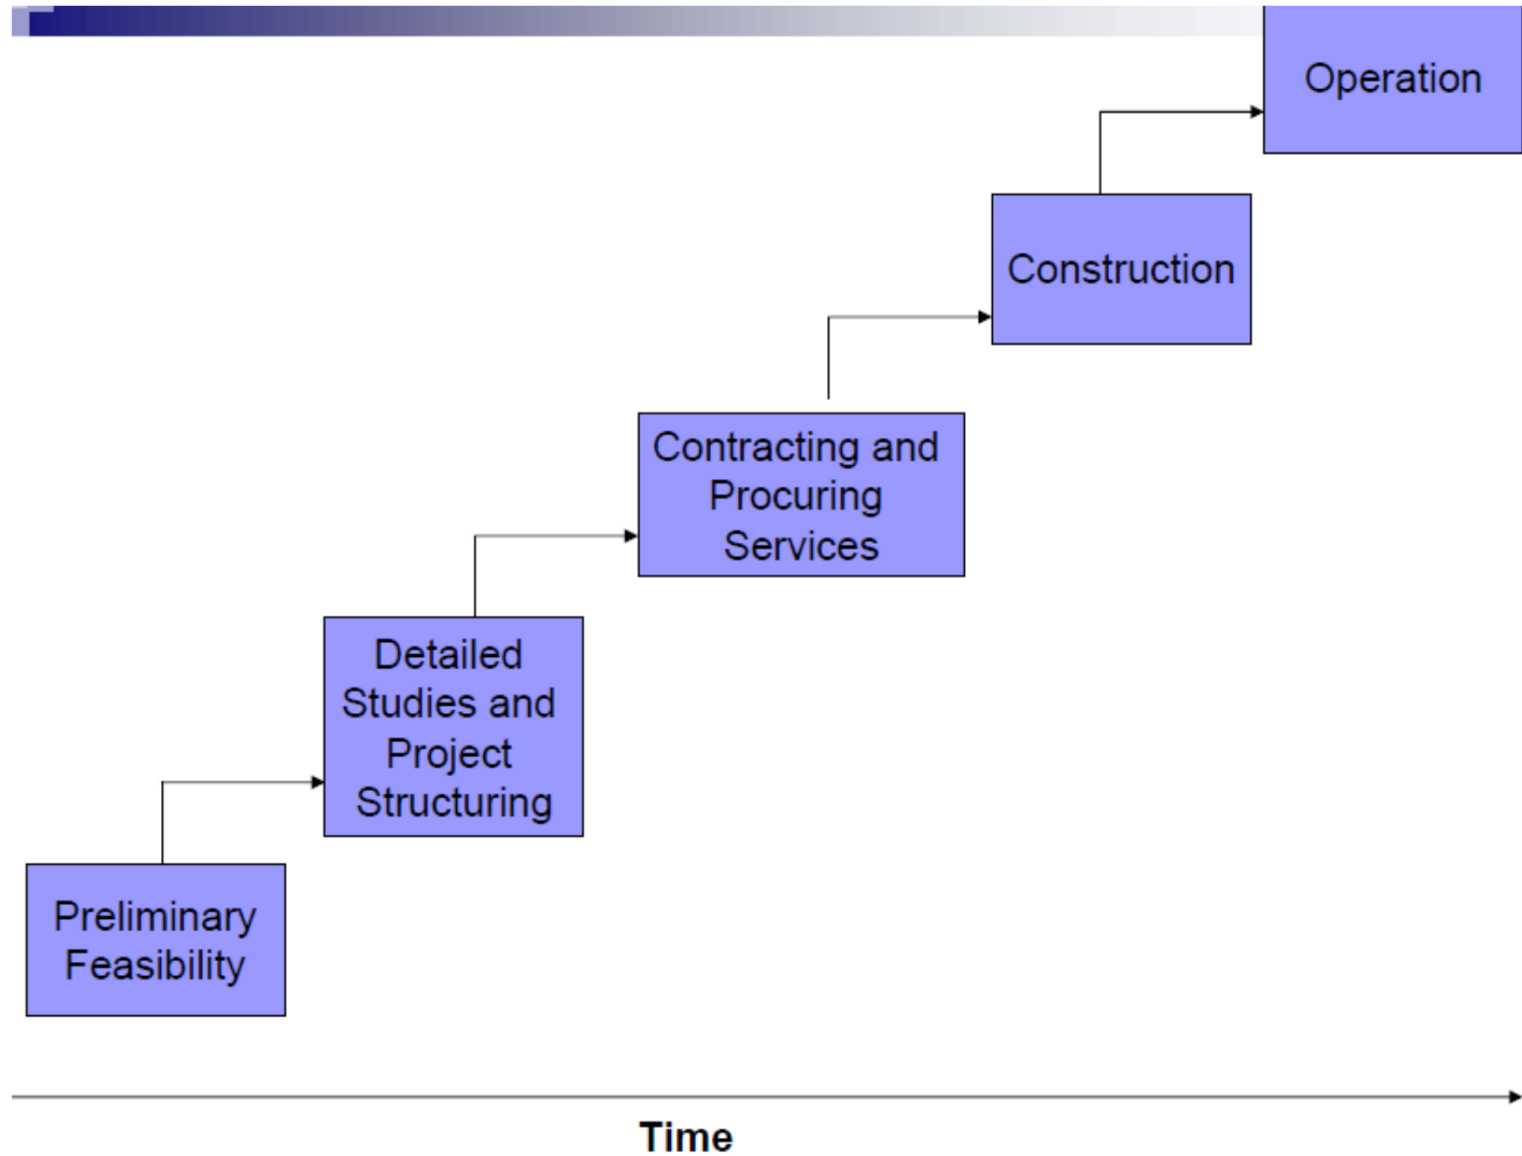 Operation
Construction
Contracting and
Procuring
Services
Detailed
Studies and
Project
Structuring
Preliminary
Feasibility
Time